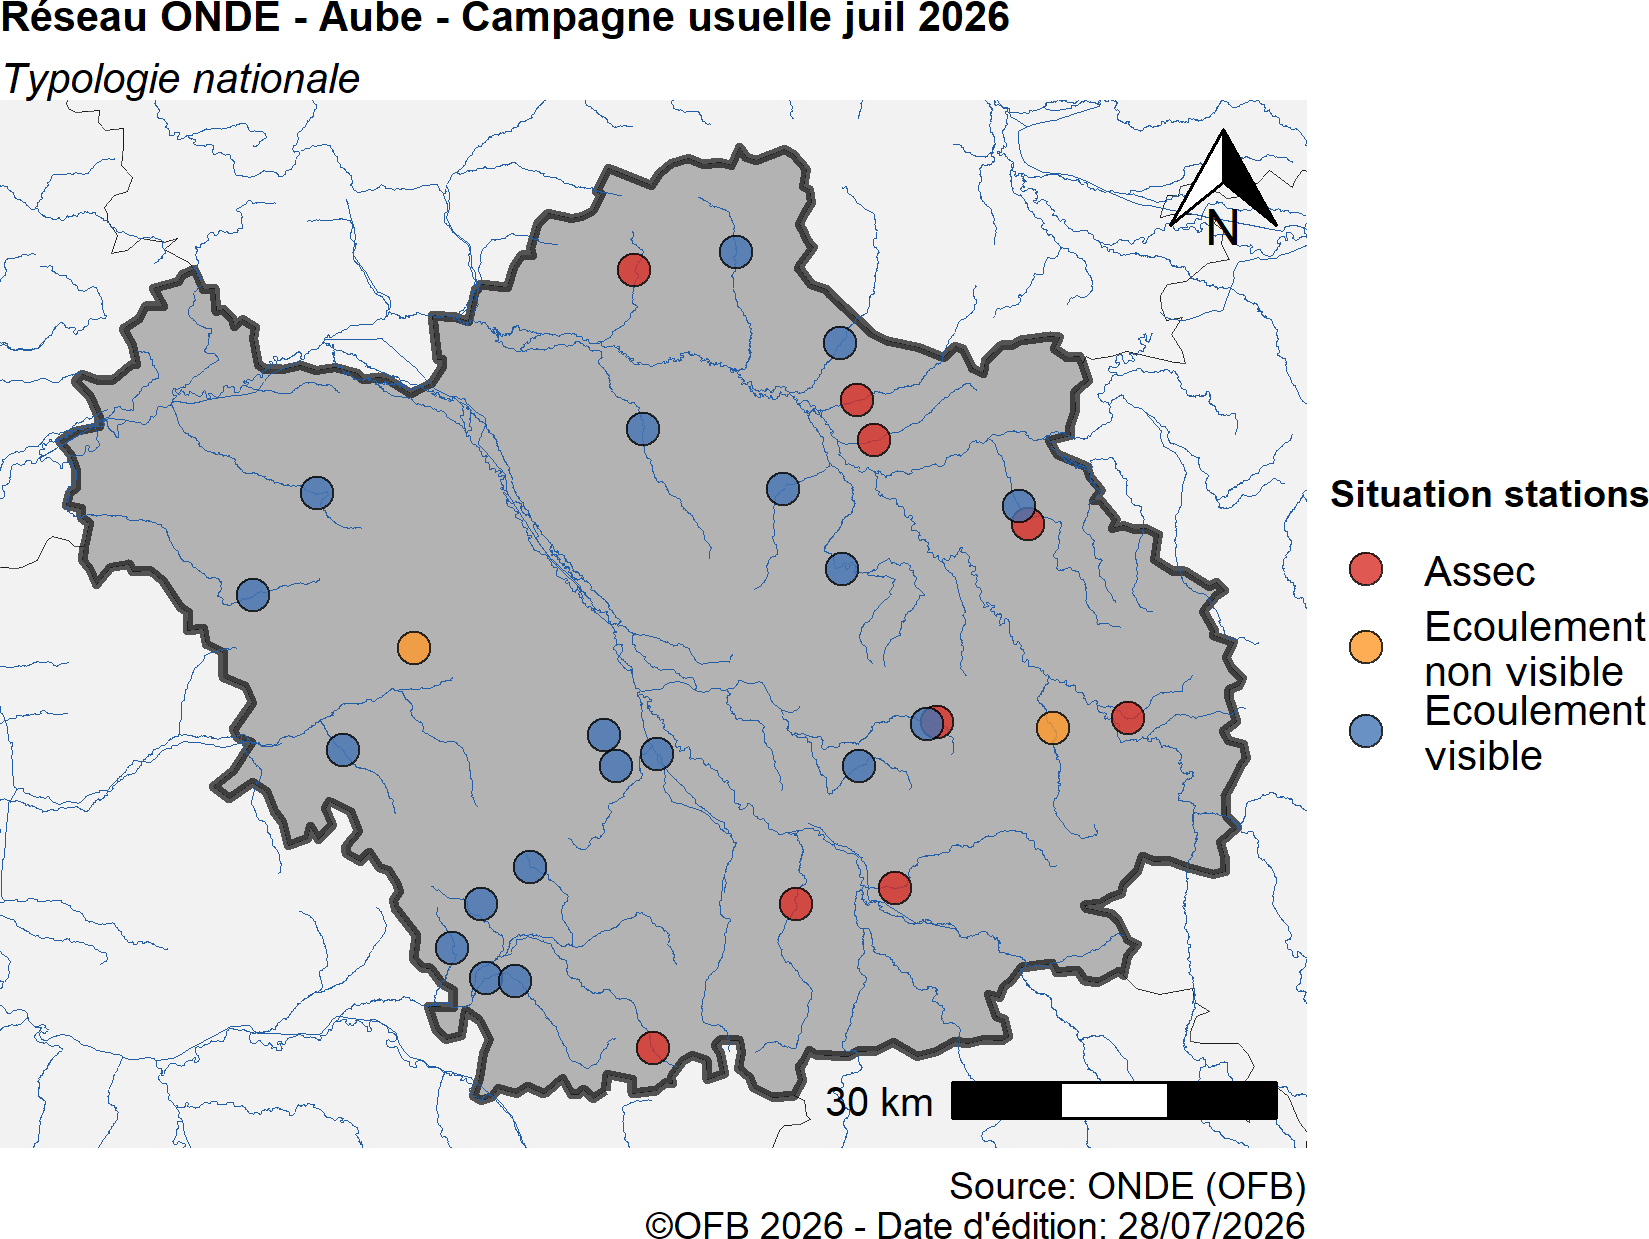 Réseau ONDE - Aube - Campagne usuelle juil 2026
Typologie nationale
N
Situation stations
Assec
Ecoulement
non visible
Ecoulement
visible
30 km
Source: ONDE (OFB)
©OFB 2026 - Date d'édition: 28/07/2026